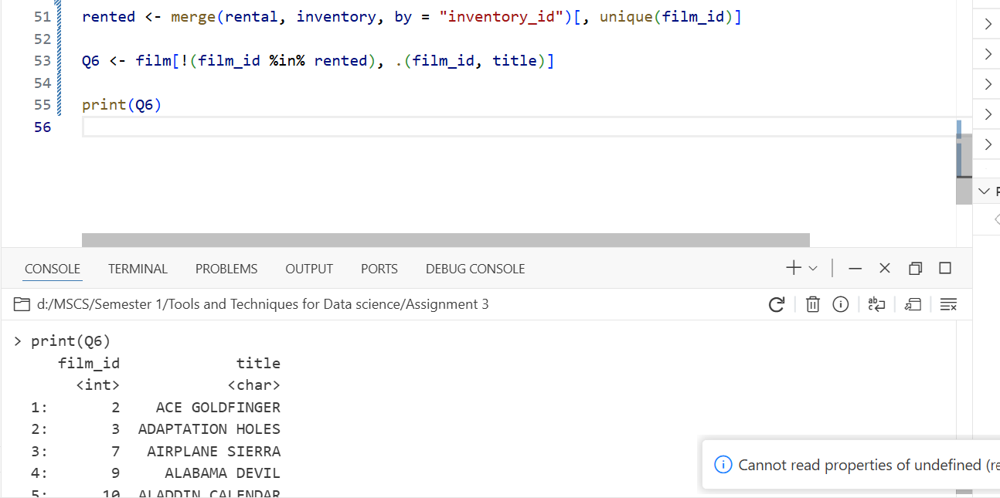 51 rented <- merge(rental, inventory, by = "inventory_id")[, unique(film_id)]
52
53 Q6 <- film[!(film_id %in% rented), .(film_id, title)]
54
55 print(Q6)
56
CONSOLE TERMINAL PROBLEMS OUTPUT PORTS DEBUG CONSOLE
d:/MSCS/Semester 1/Tools and Techniques for Data science/Assignment 3
> print(Q6)
film_id title
<int> <char>
1: 2 ACE GOLDFINGER
2: 3 ADAPTATION HOLES
3: 7 AIRPLANE SIERRA
4: 9 ALABAMA DEVIL
5: 10 ALADDIN CALENDAR
Cannot read properties of undefined (re